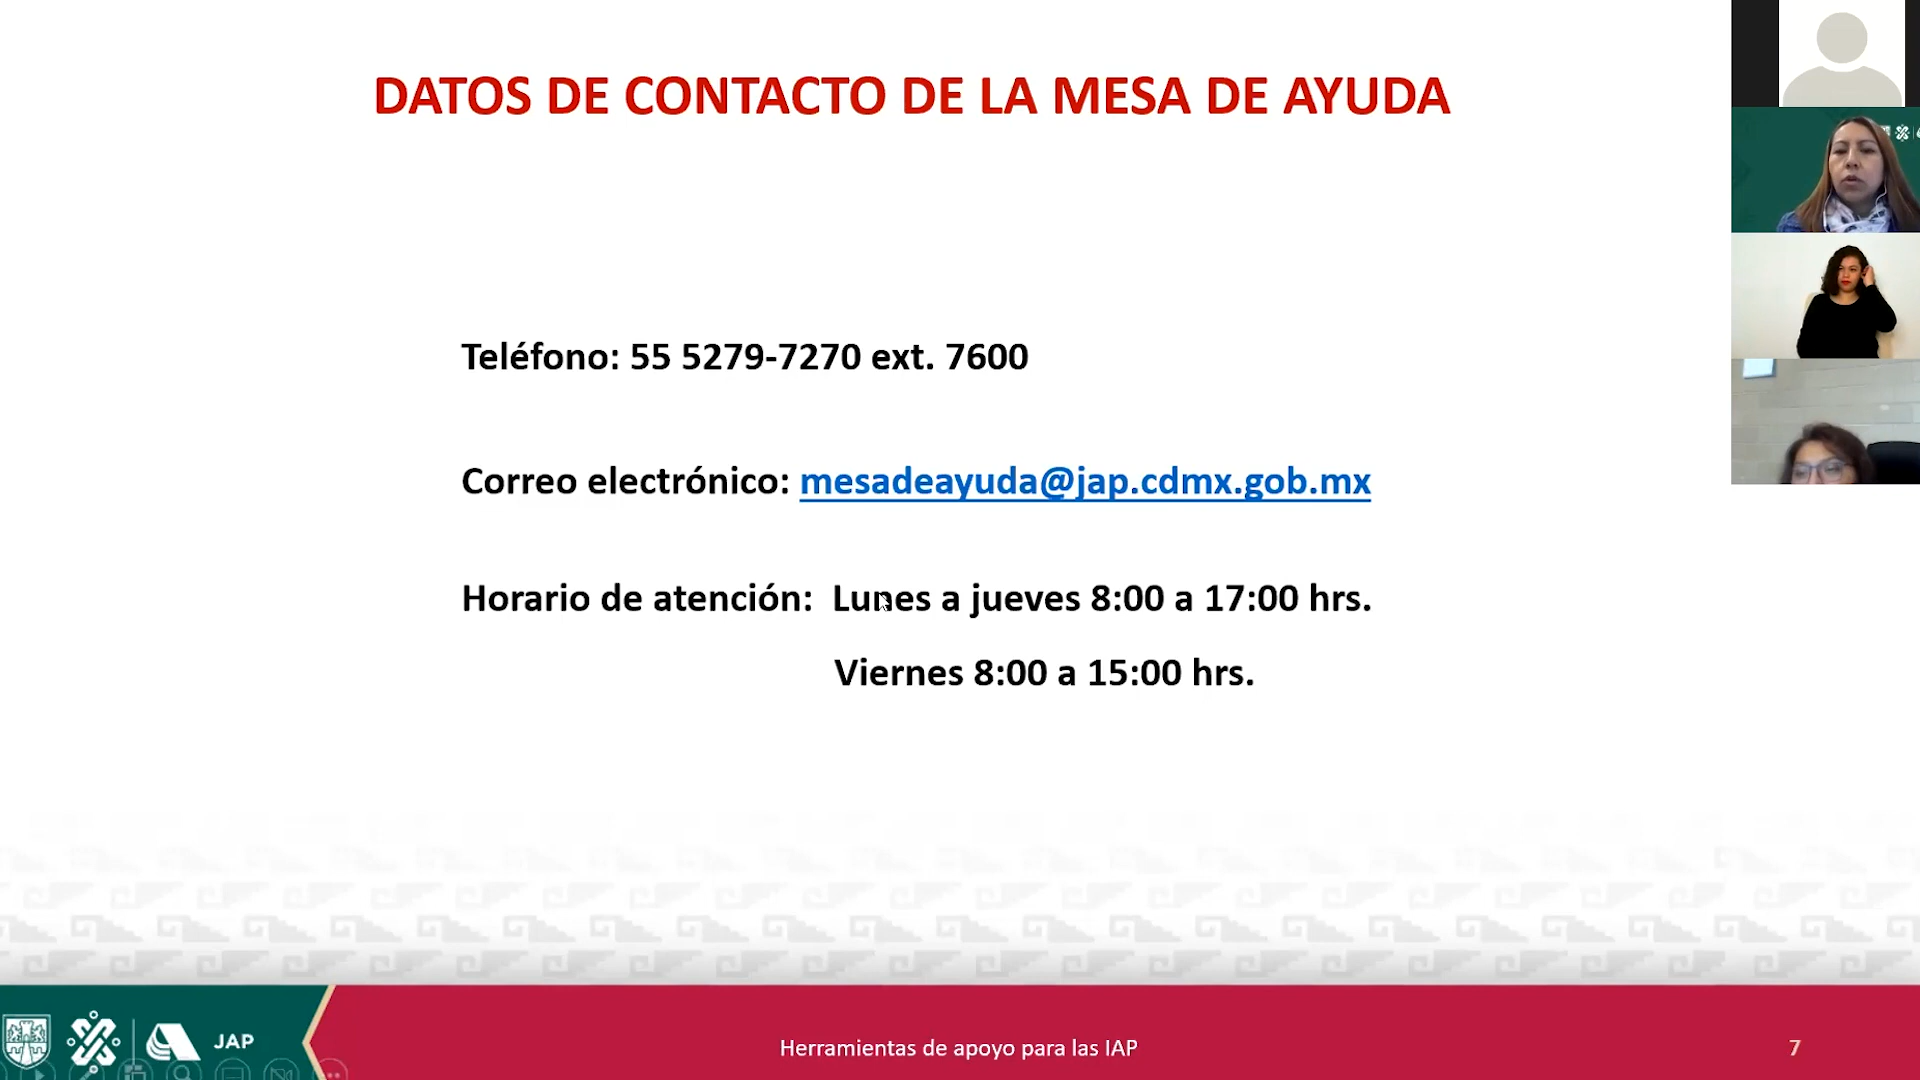 DATOS DE CONTACTO DE LA MESA DE AYUDA
Teléfono: 55 5279-7270 ext. 7600
Correo electrónico: mesadeayuda@jap.cdmx.gob.mx
Horario de atención: Lunes a jueves 8:00 a 17:00 hrs.
Viernes 8:00 a 15:00 hrs.
JAP
Herramientas de apoyo para las IAP
7